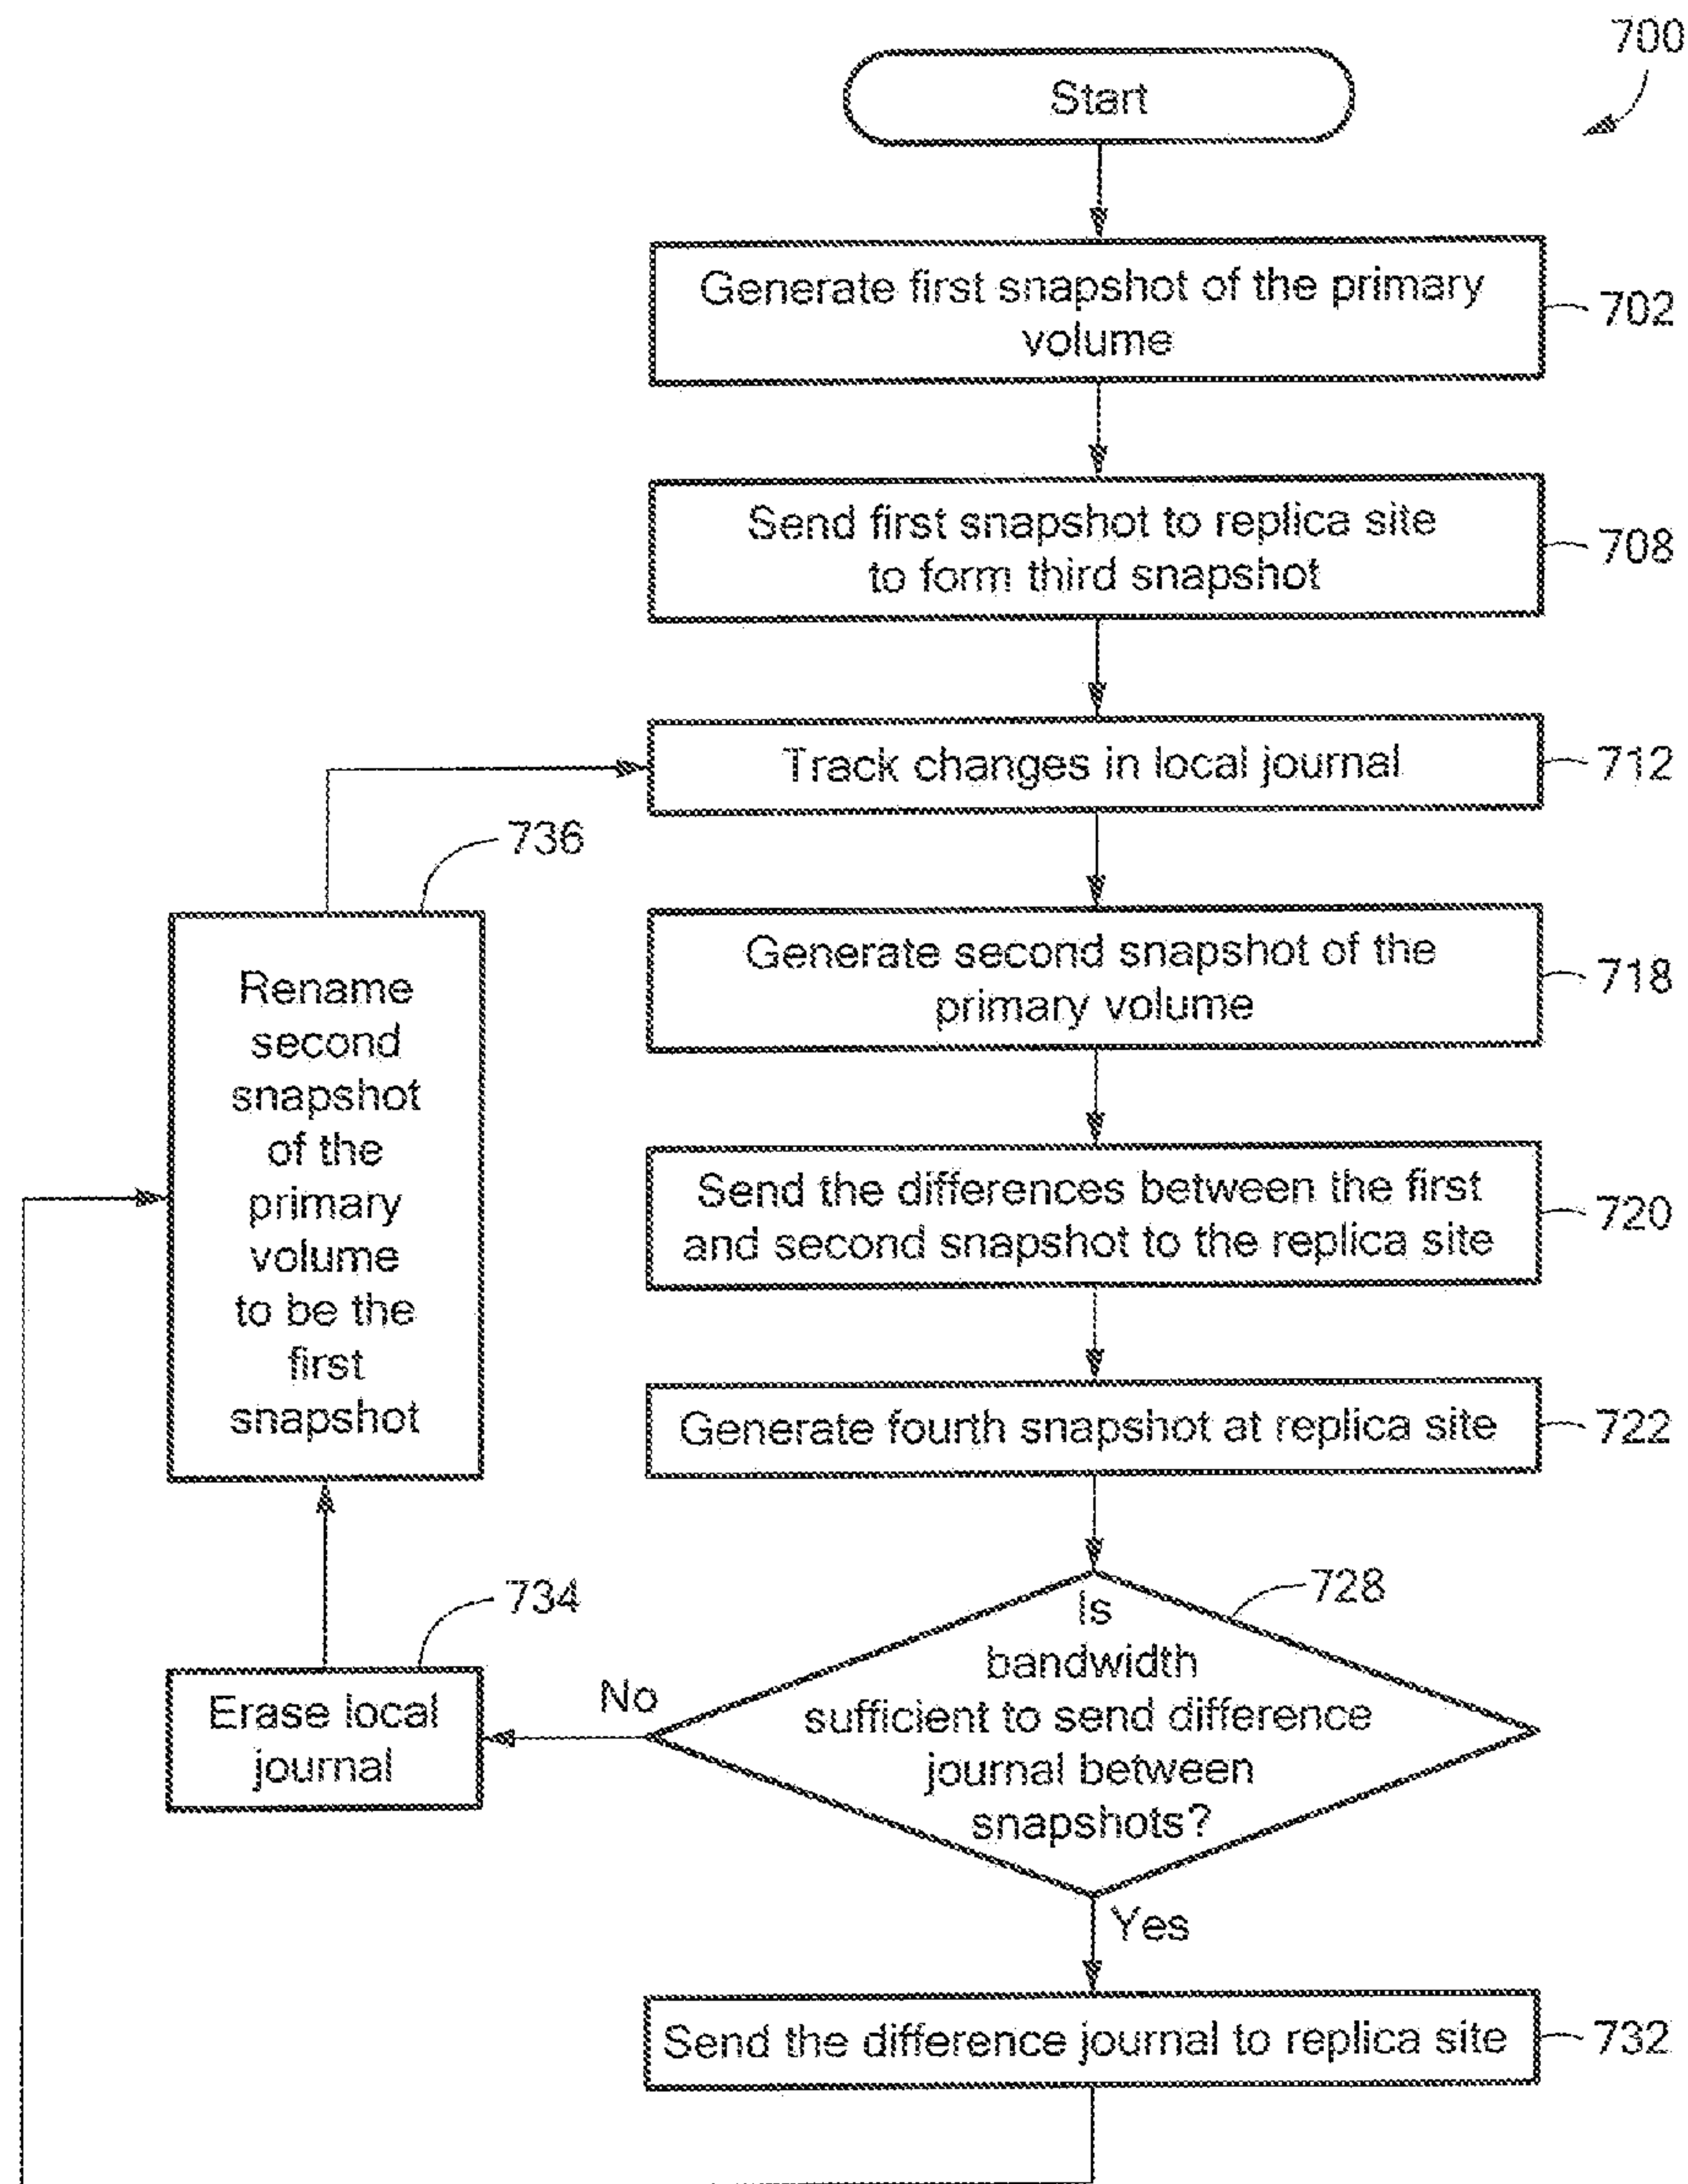 700
Start
Generate first snapshot of the primary
volume
702
Send first snapshot to replica site
to form third snapshot
708
Track changes in local journal
712
736
Rename
second
snapshot
of the
primary
volume
to be the
first
snapshot
Generate second snapshot of the
primary volume
718
Send the differences between the first
and second snapshot to the replica site
720
Generate fourth snapshot at replica site
722
734
Erase local
journal
No
728
Is
bandwidth
sufficient to send difference
journal between
snapshots?
Yes
Send the difference journal to replica site
732